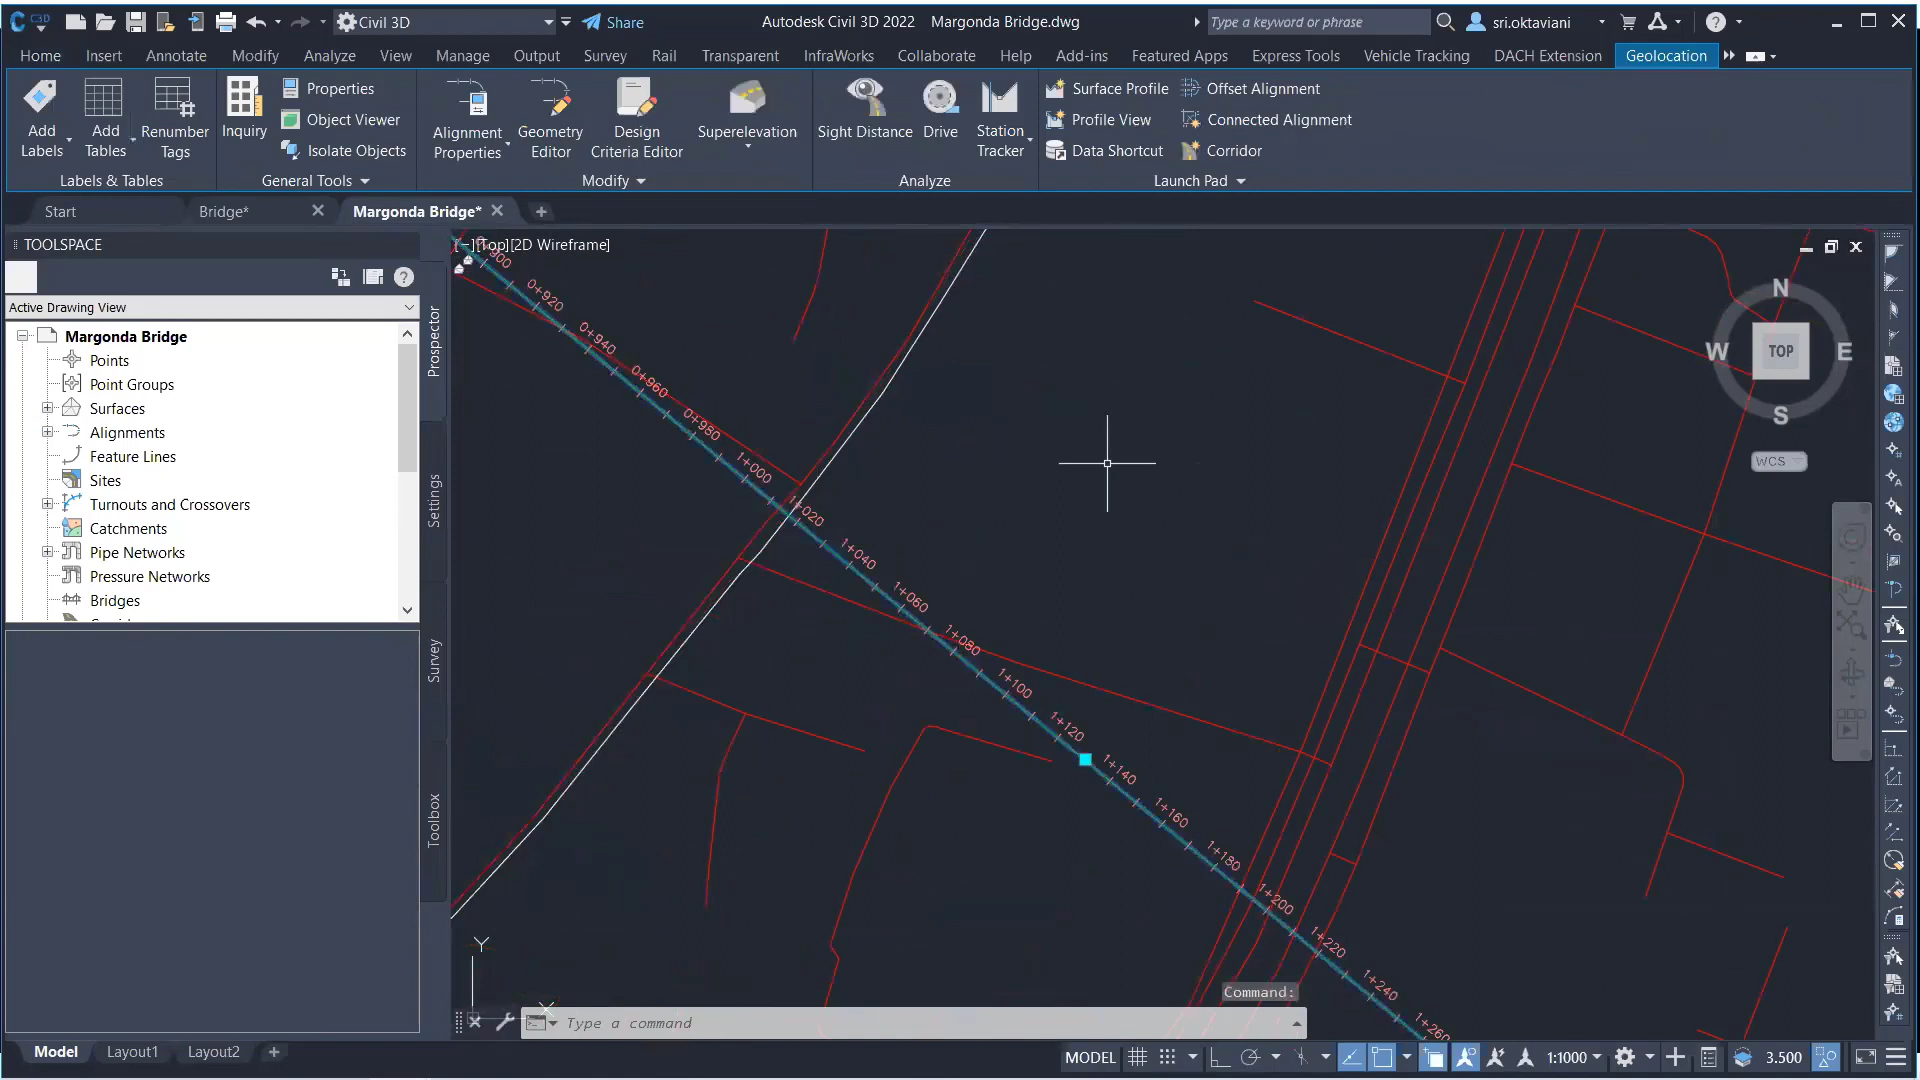 C3D Civil 3D Share Autodesk Civil 3D 2022 Margonda Bridge.dwg Type a keyword or phrase sri.oktaviani
Home Insert Annotate Modify Analyze View Manage Output Survey Rail Transparent InfraWorks Collaborate Help Add-ins Featured Apps Express Tools Vehicle Tracking DACH Extension Geolocation
Add Labels
Add Tables
Renumber Tags
Labels & Tables
Inquiry
Properties
Object Viewer
Isolate Objects
General Tools
Alignment Properties
Geometry Editor
Design Criteria Editor
Superelevation
Modify
Sight Distance
Drive
Station Tracker
Analyze
Surface Profile
Profile View
Data Shortcut
Offset Alignment
Connected Alignment
Corridor
Launch Pad
Start Bridge* Margonda Bridge*
TOOLSPACE
Active Drawing View
Margonda Bridge
Points
Point Groups
Surfaces
Alignments
Feature Lines
Sites
Turnouts and Crossovers
Catchments
Pipe Networks
Pressure Networks
Bridges
Prospector
Settings
Survey
Toolbox
[−][Top][2D Wireframe]
0+920
0+940
0+960
0+980
1+000
1+020
1+040
1+060
1+080
1+100
1+120
1+140
1+160
1+180
1+200
1+220
1+240
1+260
N
W TOP E
S
WCS
Y
X
Command:
Type a command
Model Layout1 Layout2
MODEL 1:1000 3.500